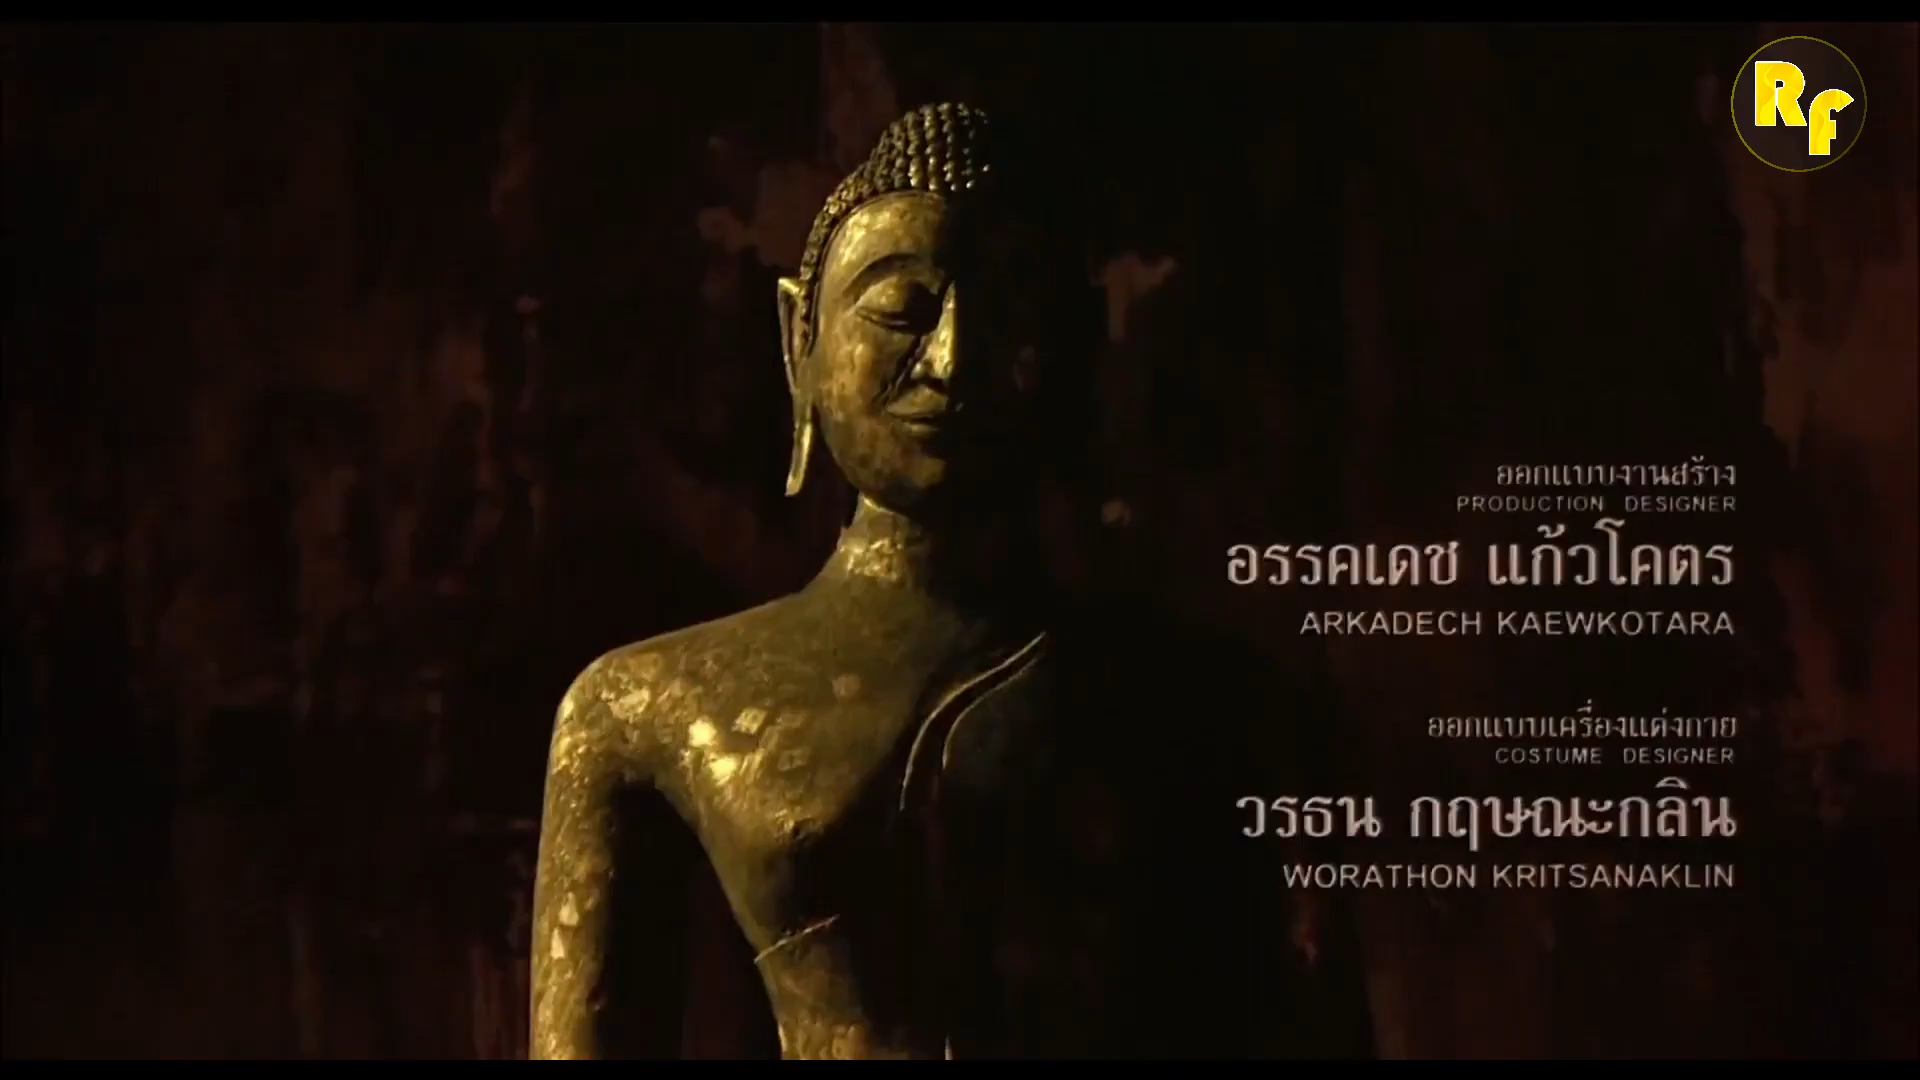 Rf
ออกแบบงานสร้าง
PRODUCTION DESIGNER
อรรคเดช แก้วโคตร
ARKADECH KAEWKOTARA
ออกแบบเครื่องแต่งกาย
COSTUME DESIGNER
วรธน กฤษณะกลิน
WORATHON KRITSANAKLIN